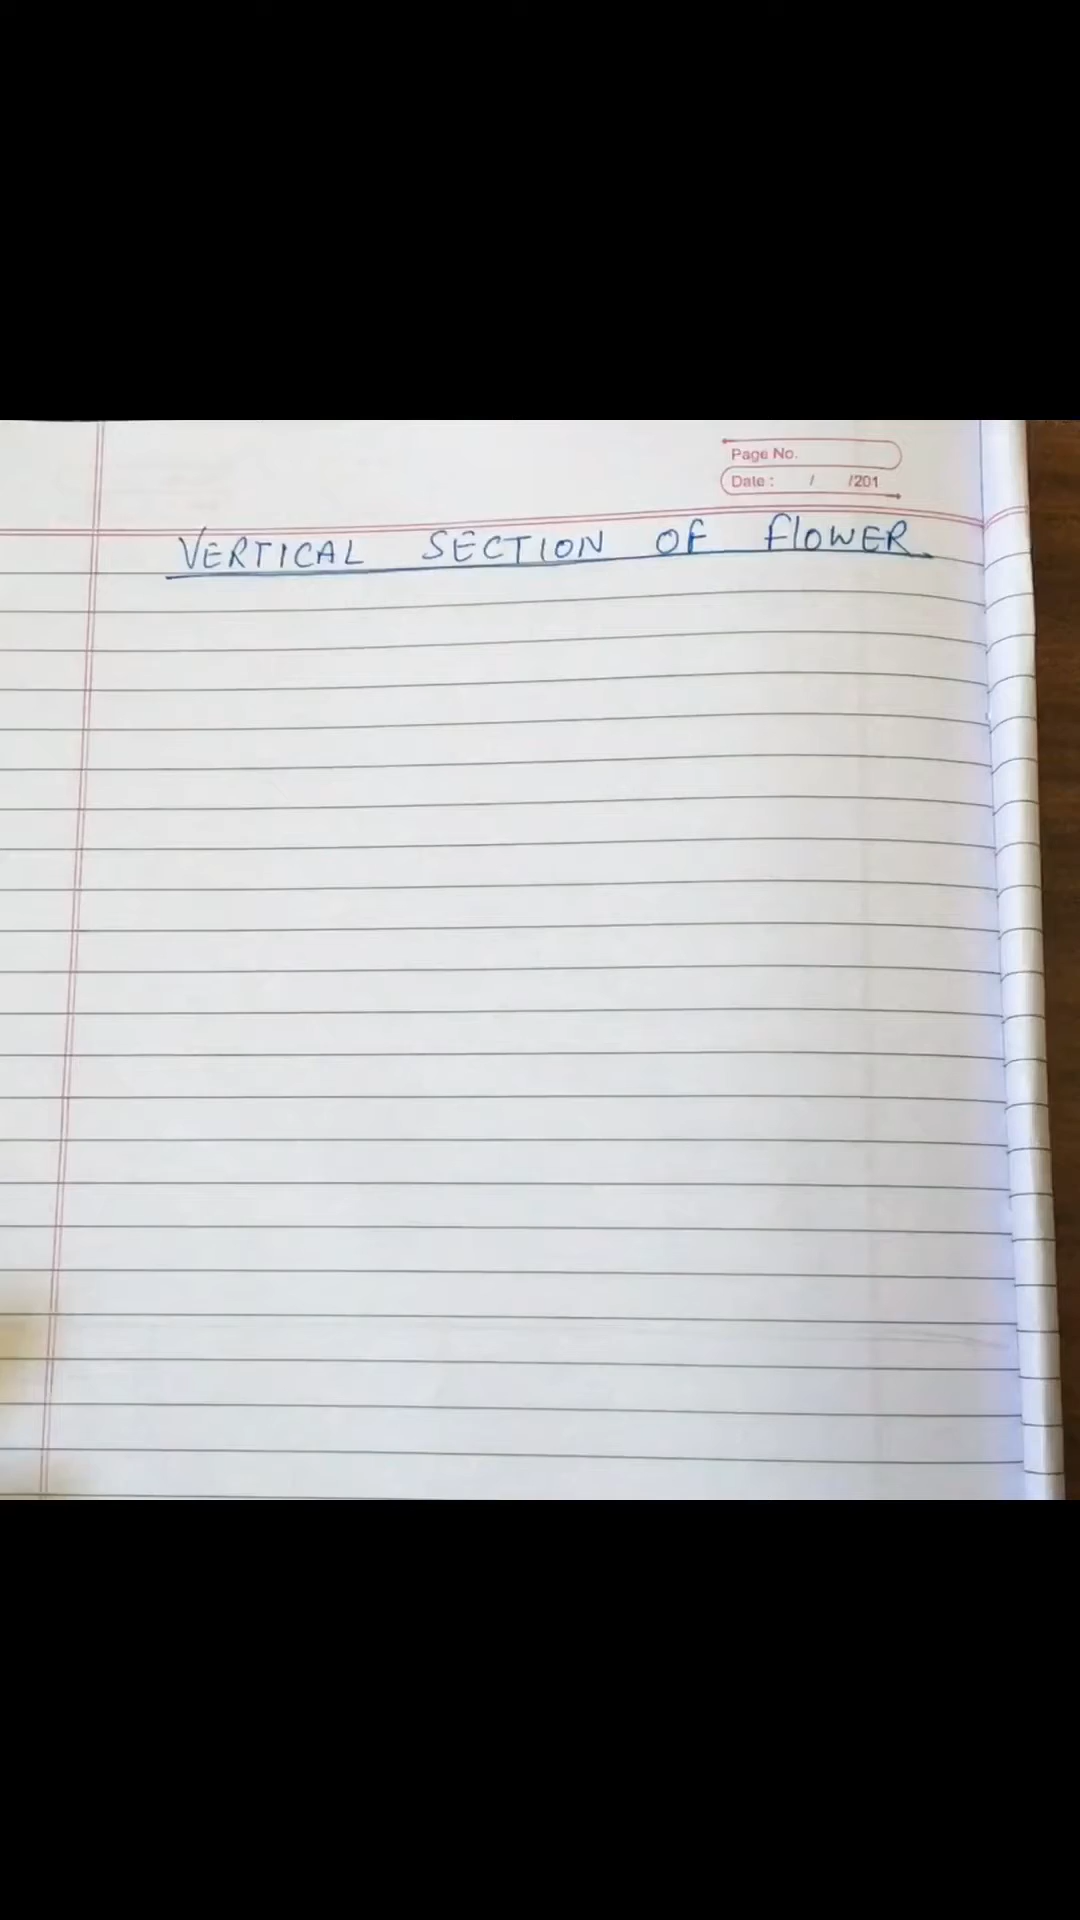 Page No.
Date : / /201
VERTICAL SECTION OF FlOWER